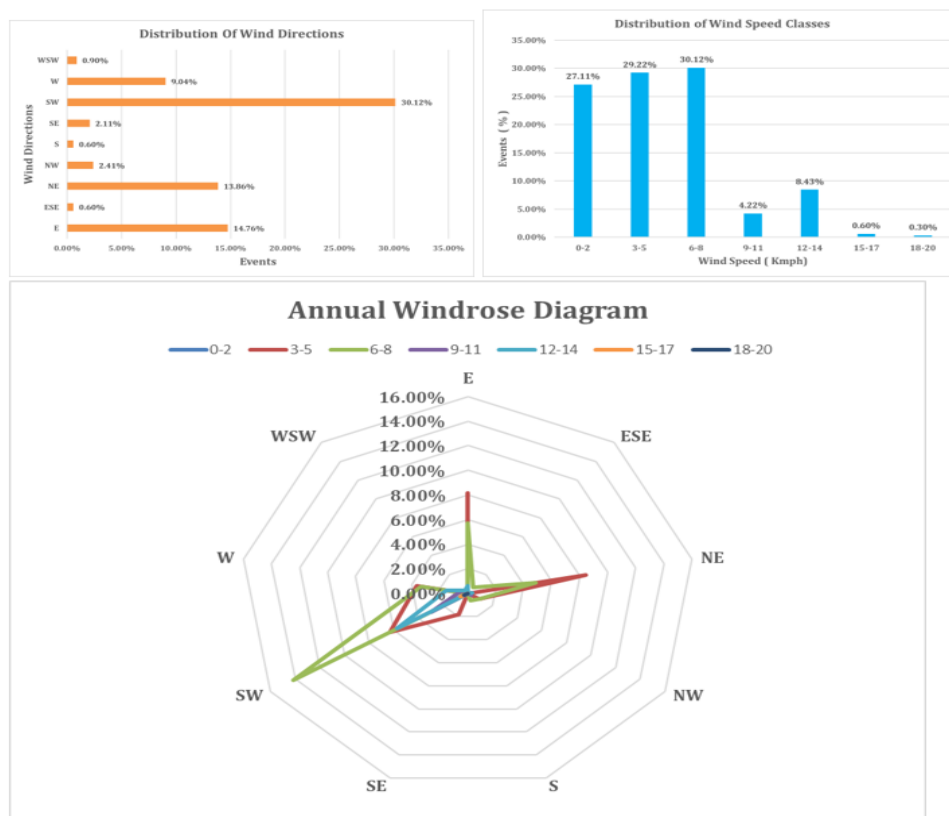 Distribution Of Wind Directions
Wind Directions
WSW 0.90%
W 9.04%
SW 30.12%
SE 2.11%
S 0.60%
NW 2.41%
NE 13.86%
ESE 0.60%
E 14.76%
0.00% 5.00% 10.00% 15.00% 20.00% 25.00% 30.00% 35.00%
Events
Distribution of Wind Speed Classes
Events ( % )
35.00%
30.00%
25.00%
20.00%
15.00%
10.00%
5.00%
0.00%
27.11% 29.22% 30.12% 4.22% 8.43% 0.60% 0.30%
0-2 3-5 6-8 9-11 12-14 15-17 18-20
Wind Speed ( Kmph)
Annual Windrose Diagram
0-2 3-5 6-8 9-11 12-14 15-17 18-20
E
16.00%
14.00%
12.00%
10.00%
8.00%
6.00%
4.00%
2.00%
0.00%
ESE
NE
NW
S
SE
SW
W
WSW